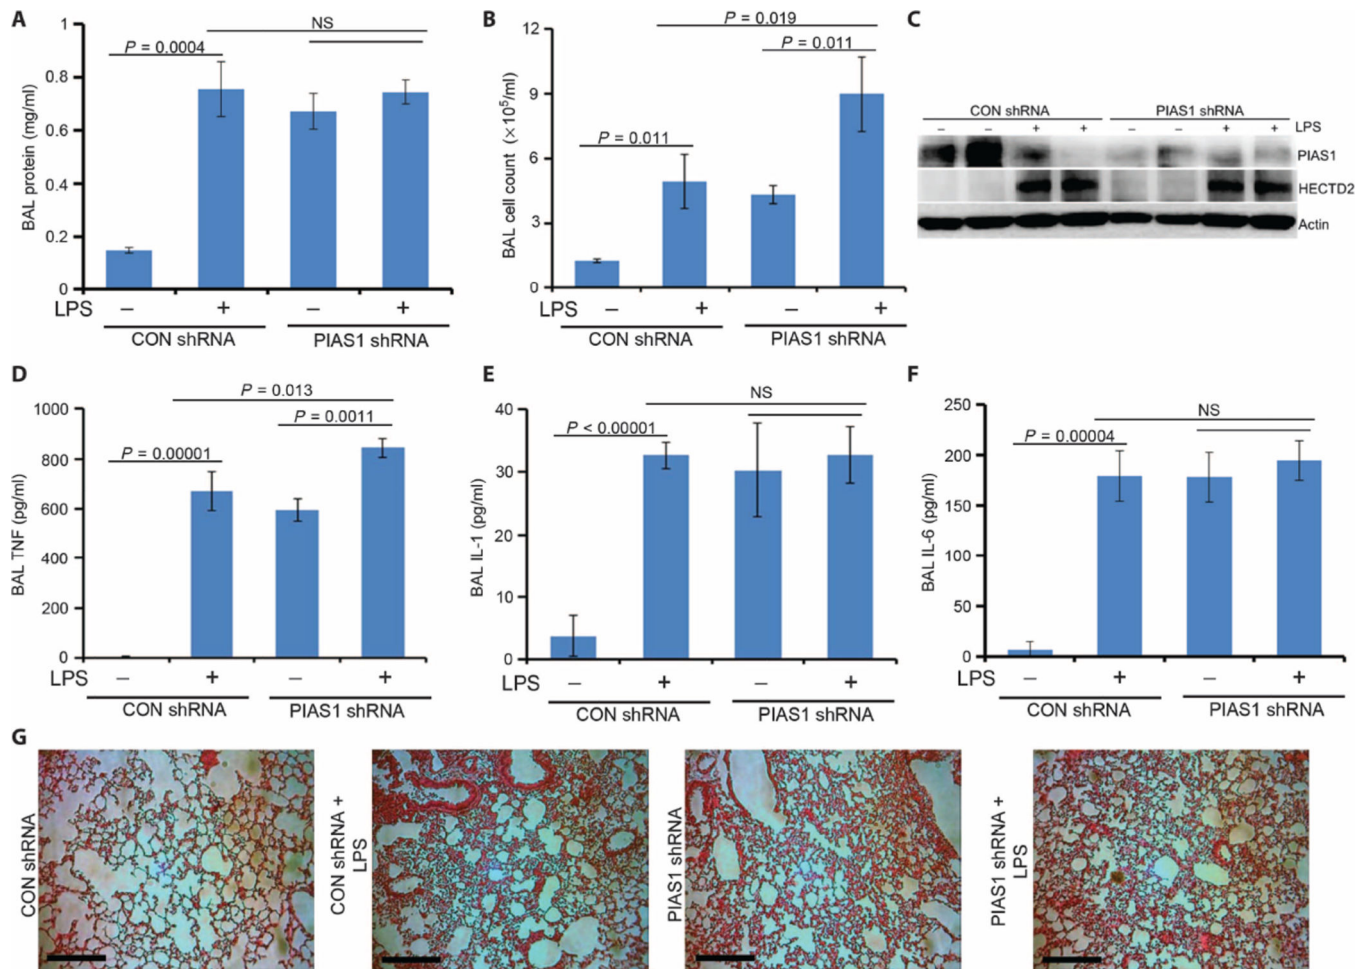 A
NS
P = 0.0004
BAL protein (mg/ml)
1
0.8
0.6
0.4
0.2
0
LPS
–
+
–
+
CON shRNA
PIAS1 shRNA
B
P = 0.019
P = 0.011
P = 0.011
BAL cell count (×10⁵/ml)
12
9
6
3
0
LPS
–
+
–
+
CON shRNA
PIAS1 shRNA
C
CON shRNA
PIAS1 shRNA
– – + + – – + + LPS
PIAS1
HECTD2
Actin
D
P = 0.013
P = 0.0011
P = 0.00001
BAL TNF (pg/ml)
1000
800
600
400
200
0
LPS
–
+
–
+
CON shRNA
PIAS1 shRNA
E
NS
P < 0.00001
BAL IL-1 (pg/ml)
40
30
20
10
0
LPS
–
+
–
+
CON shRNA
PIAS1 shRNA
F
NS
P = 0.00004
BAL IL-6 (pg/ml)
250
200
150
100
50
0
LPS
–
+
–
+
CON shRNA
PIAS1 shRNA
G
CON shRNA
CON shRNA +
LPS
PIAS1 shRNA
PIAS1 shRNA +
LPS